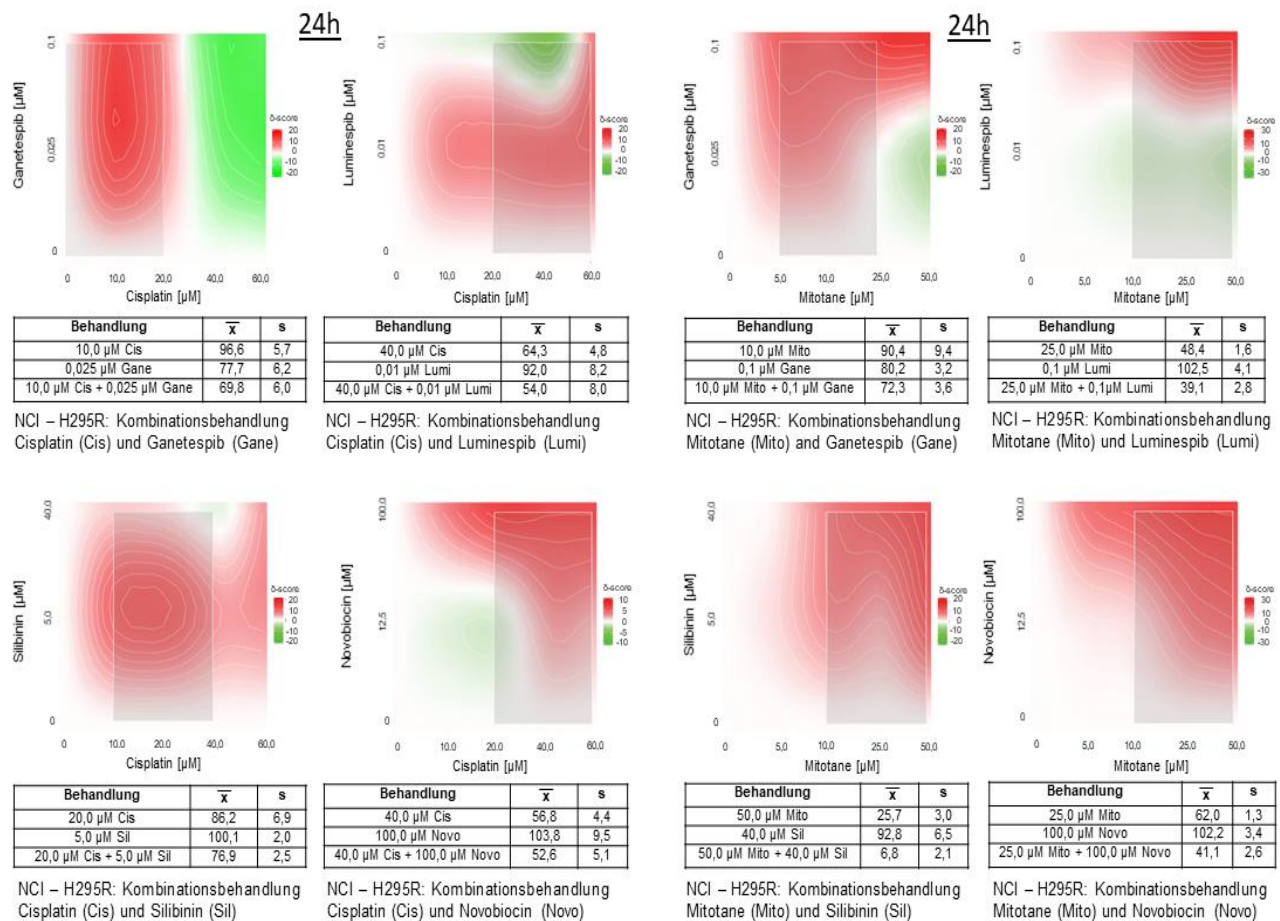 24h
24h
Ganetespib [µM]
0,1
0,025
0
0
10,0
20,0
40,0
60,0
Cisplatin [µM]
δ-score
20
10
0
-10
-20
Behandlung x s
10,0 µM Cis 96,6 5,7
0,025 µM Gane 77,7 6,2
10,0 µM Cis + 0,025 µM Gane 69,8 6,0
NCI – H295R: Kombinationsbehandlung
Cisplatin (Cis) und Ganetespib (Gane)
Luminespib [µM]
0,1
0,01
0
0
10,0
20,0
40,0
60,0
Cisplatin [µM]
δ-score
20
10
0
-10
-20
Behandlung x s
40,0 µM Cis 64,3 4,8
0,01 µM Lumi 92,0 8,2
40,0 µM Cis + 0,01 µM Lumi 54,0 8,0
NCI – H295R: Kombinationsbehandlung
Cisplatin (Cis) und Luminespib (Lumi)
Ganetespib [µM]
0,1
0,025
0
0
5,0
10,0
25,0
50,0
Mitotane [µM]
δ-score
20
10
0
-10
-20
Behandlung x s
10,0 µM Mito 90,4 9,4
0,1 µM Gane 80,2 3,2
10,0 µM Mito + 0,1 µM Gane 72,3 3,6
NCI – H295R: Kombinationsbehandlung
Mitotane (Mito) and Ganetespib (Gane)
Luminespib [µM]
0,1
0,01
0
0
5,0
10,0
25,0
50,0
Mitotane [µM]
δ-score
30
10
0
-10
-30
Behandlung x s
25,0 µM Mito 48,4 1,6
0,1 µM Lumi 102,5 4,1
25,0 µM Mito + 0,1µM Lumi 39,1 2,8
NCI – H295R: Kombinationsbehandlung
Mitotane (Mito) und Luminespib (Lumi)
Silibinin [µM]
40,0
5,0
0
0
10,0
20,0
40,0
60,0
Cisplatin [µM]
δ-score
20
10
0
-10
-20
Behandlung x s
20,0 µM Cis 86,2 6,9
5,0 µM Sil 100,1 2,0
20,0 µM Cis + 5,0 µM Sil 76,9 2,5
NCI – H295R: Kombinationsbehandlung
Cisplatin (Cis) und Silibinin (Sil)
Novobiocin [µM]
100,0
12,5
0
0
10,0
20,0
40,0
60,0
Cisplatin [µM]
δ-score
10
5
0
-5
-10
Behandlung x s
40,0 µM Cis 56,8 4,4
100,0 µM Novo 103,8 9,5
40,0 µM Cis + 100,0 µM Novo 52,6 5,1
NCI – H295R: Kombinationsbehandlung
Cisplatin (Cis) und Novobiocin (Novo)
Silibinin [µM]
40,0
5,0
0
0
5,0
10,0
25,0
50,0
Mitotane [µM]
δ-score
20
10
0
-10
-20
Behandlung x s
50,0 µM Mito 25,7 3,0
40,0 µM Sil 92,8 6,5
50,0 µM Mito + 40,0 µM Sil 6,8 2,1
NCI – H295R: Kombinationsbehandlung
Mitotane (Mito) und Silibinin (Sil)
Novobiocin [µM]
100,0
12,5
0
0
5,0
10,0
25,0
50,0
Mitotane [µM]
δ-score
30
10
0
-10
-30
Behandlung x s
25,0 µM Mito 62,0 1,3
100,0 µM Novo 102,2 3,4
25,0 µM Mito + 100,0 µM Novo 41,1 2,6
NCI – H295R: Kombinationsbehandlung
Mitotane (Mito) und Novobiocin (Novo)